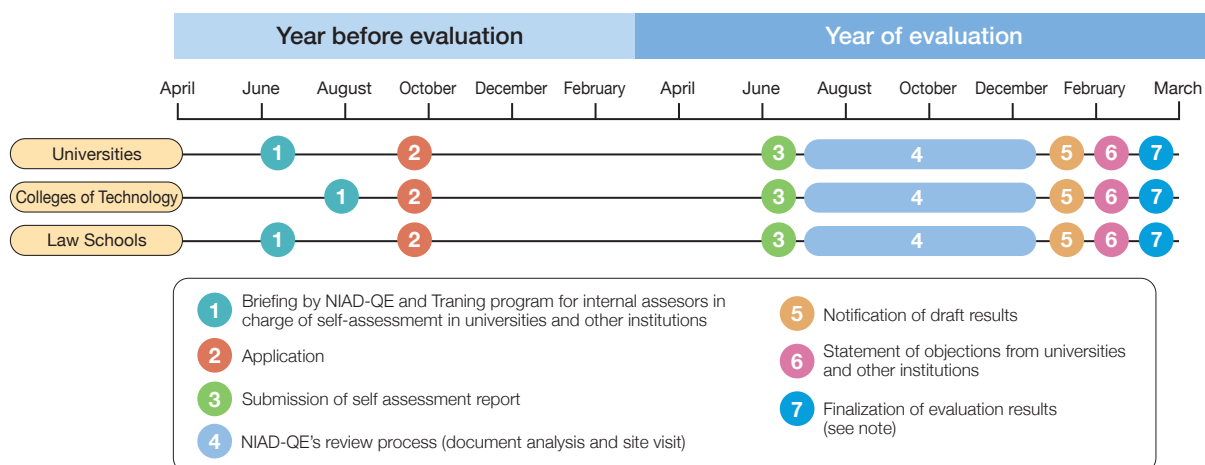 Year before evaluation Year of evaluation
April June August October December February April June August October December February March
Universities 1 2 3 4 5 6 7
Colleges of Technology 1 2 3 4 5 6 7
Law Schools 1 2 3 4 5 6 7
1 Briefing by NIAD-QE and Traning program for internal assesors in
charge of self-assessmemt in universities and other institutions
2 Application
3 Submission of self assessment report
4 NIAD-QE's review process (document analysis and site visit)
5 Notification of draft results
6 Statement of objections from universities
and other institutions
7 Finalization of evaluation results
(see note)